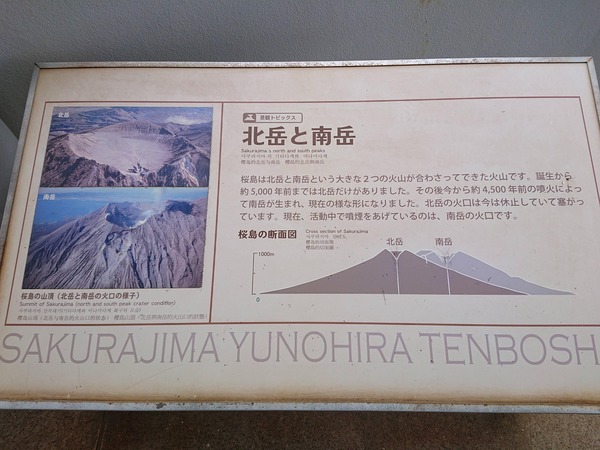 北岳
南岳
桜島の山頂（北岳と南岳の火口の様子）
Summit of Sakurajima (north and south peak crater condition)
景観トピックス
北岳と南岳
Sakurajima's north and south peaks
桜島は北岳と南岳という大きな２つの火山が合わさってできた火山です。誕生から
約5,000年前までは北岳だけがありました。その後今から約4,500年前の噴火によっ
て南岳が生まれ、現在の様な形になりました。北岳の火口は今は休止していて塞がっ
ています。現在、活動中で噴煙をあげているのは、南岳の火口です。
桜島の断面図
Cross section of Sakurajima
北岳
南岳
1000m
0
SAKURAJIMA YUNOHIRA TENBOSH